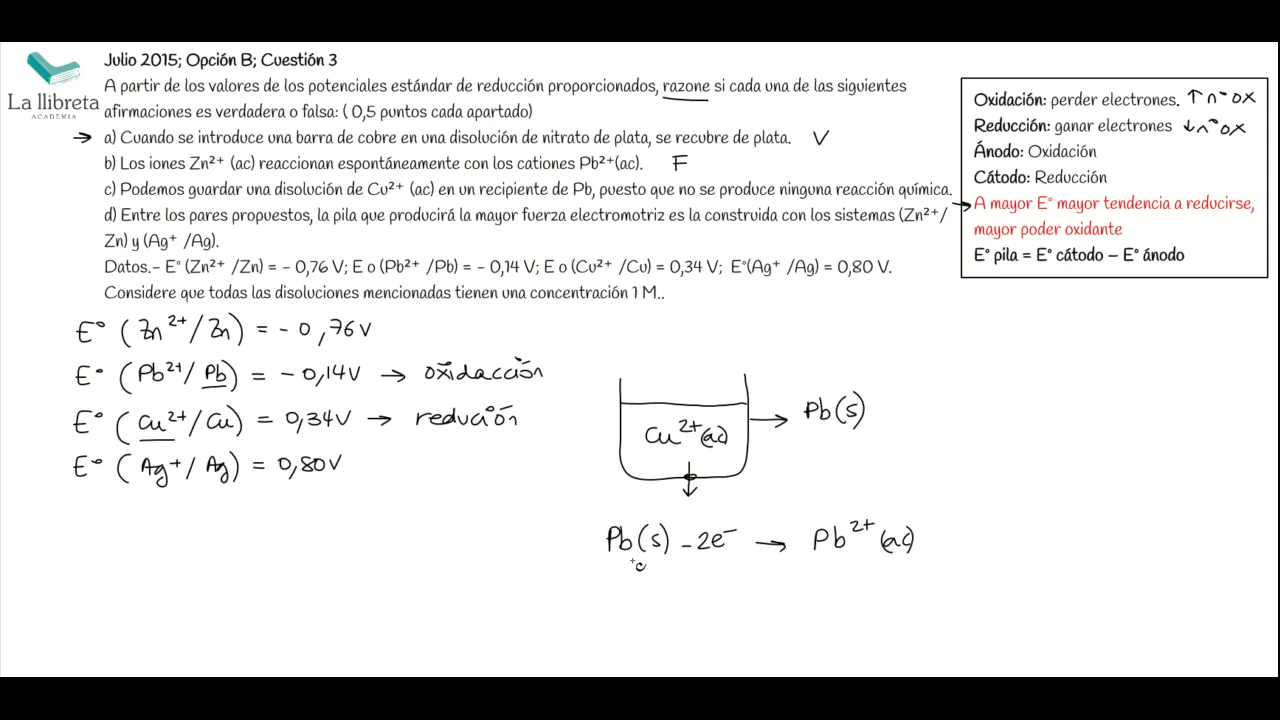 Julio 2015; Opción B; Cuestión 3
A partir de los valores de los potenciales estándar de reducción proporcionados, razone si cada una de las siguientes
afirmaciones es verdadera o falsa: ( 0,5 puntos cada apartado)
→ a) Cuando se introduce una barra de cobre en una disolución de nitrato de plata, se recubre de plata. V
b) Los iones Zn²⁺ (ac) reaccionan espontáneamente con los cationes Pb²⁺(ac). F
c) Podemos guardar una disolución de Cu²⁺ (ac) en un recipiente de Pb, puesto que no se produce ninguna reacción química.
d) Entre los pares propuestos, la pila que producirá la mayor fuerza electromotriz es la construida con los sistemas (Zn²⁺/
Zn) y (Ag⁺ /Ag).
Datos.- E° (Zn²⁺ /Zn) = - 0,76 V; E o (Pb²⁺ /Pb) = - 0,14 V; E o (Cu²⁺ /Cu) = 0,34 V; E°(Ag⁺ /Ag) = 0,80 V.
Considere que todas las disoluciones mencionadas tienen una concentración 1 M..
La llibreta
ACADEMIA
Oxidación: perder electrones. ↑ nº ox
Reducción: ganar electrones ↓ nº ox
Ánodo: Oxidación
Cátodo: Reducción
→ A mayor E° mayor tendencia a reducirse,
mayor poder oxidante
E° pila = E° cátodo – E° ánodo
E° (Zn²⁺/Zn) = - 0,76V
E° (Pb²⁺/Pb) = - 0,14V → oxidacción
E° (Cu²⁺/Cu) = 0,34V → redución
E° (Ag⁺/Ag) = 0,80V
Cu²⁺(ac) → Pb(s)
Pb(s) - 2e⁻ → Pb²⁺ (ac)